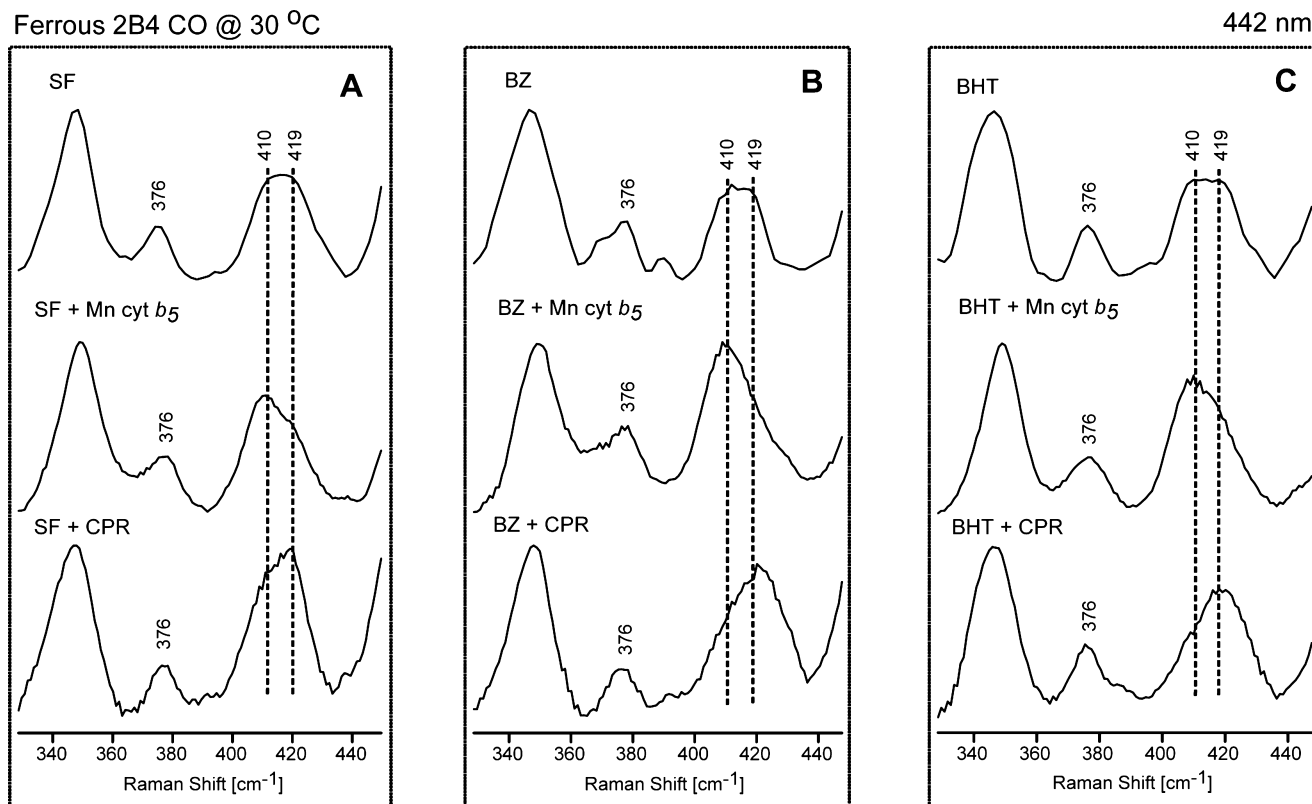 Ferrous 2B4 CO @ 30 °C
442 nm
A
SF
376
410
419
SF + Mn cyt b5
376
SF + CPR
376
340 360 380 400 420 440
Raman Shift [cm-1]
B
BZ
376
410
419
BZ + Mn cyt b5
376
BZ + CPR
376
340 360 380 400 420 440
Raman Shift [cm-1]
C
BHT
376
410
419
BHT + Mn cyt b5
376
BHT + CPR
376
340 360 380 400 420 440
Raman Shift [cm-1]